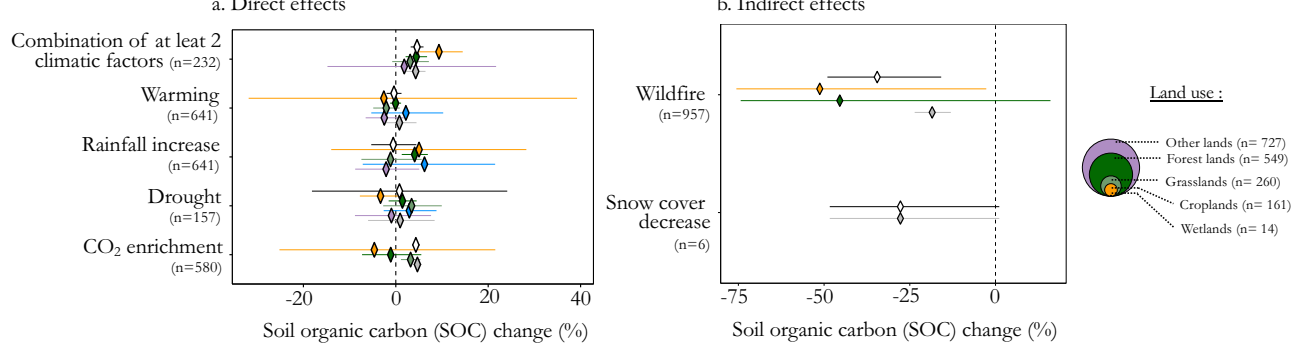 a. Direct effects
Combination of at leat 2
climatic factors (n=232)
Warming
(n=641)
Rainfall increase
(n=641)
Drought
(n=157)
CO₂ enrichment
(n=580)
-20 0 20 40
Soil organic carbon (SOC) change (%)
b. Indirect effects
Wildfire
(n=957)
Snow cover
decrease
(n=6)
-75 -50 -25 0
Soil organic carbon (SOC) change (%)
Land use :
Other lands (n= 727)
Forest lands (n= 549)
Grasslands (n= 260)
Croplands (n= 161)
Wetlands (n= 14)